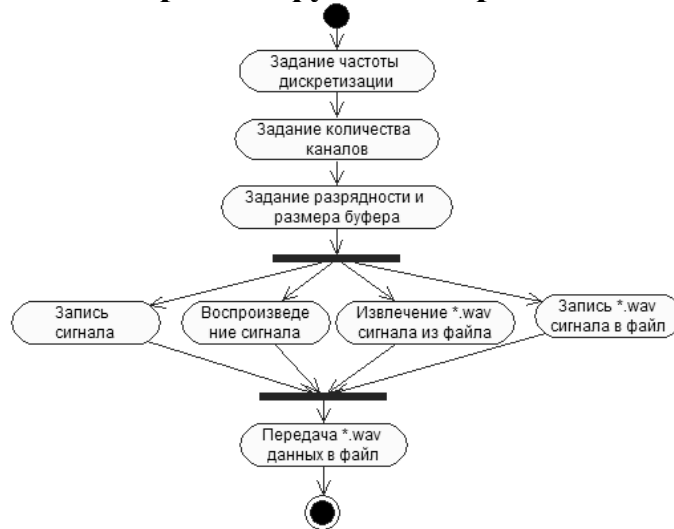 Задание частоты
дискретизации
Задание количества
каналов
Задание разрядности и
размера буфера
Запись
сигнала
Воспроизведе
ние сигнала
Извлечение *.wav
сигнала из файла
Запись *.wav
сигнала в файл
Передача *.wav
данных в файл